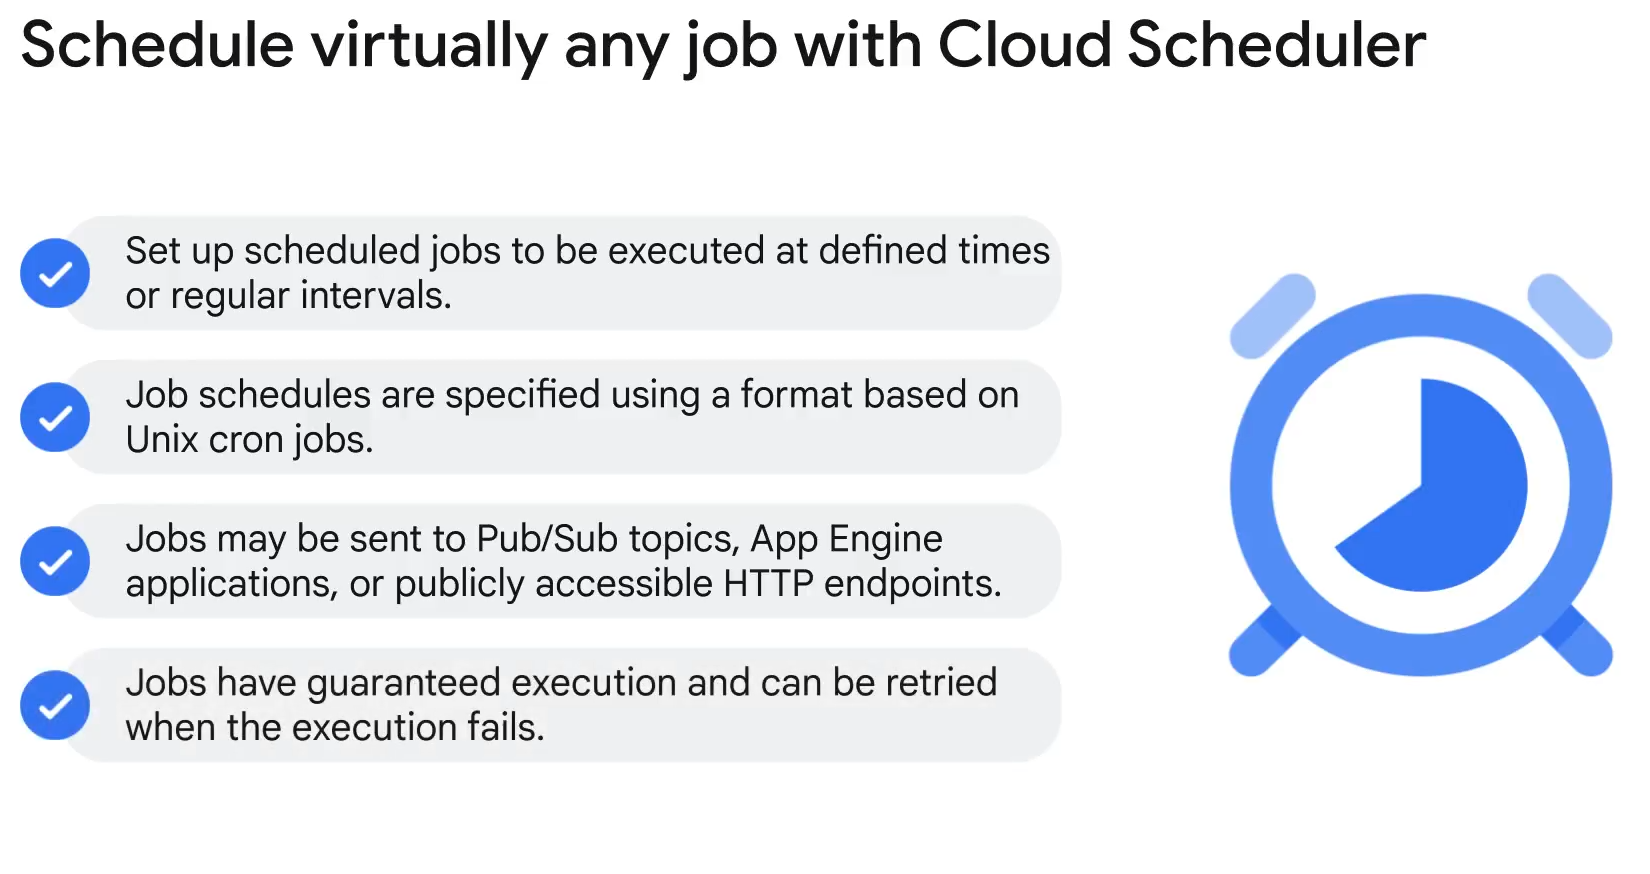 Schedule virtually any job with Cloud Scheduler
Set up scheduled jobs to be executed at defined times
or regular intervals.
Job schedules are specified using a format based on
Unix cron jobs.
Jobs may be sent to Pub/Sub topics, App Engine
applications, or publicly accessible HTTP endpoints.
Jobs have guaranteed execution and can be retried
when the execution fails.